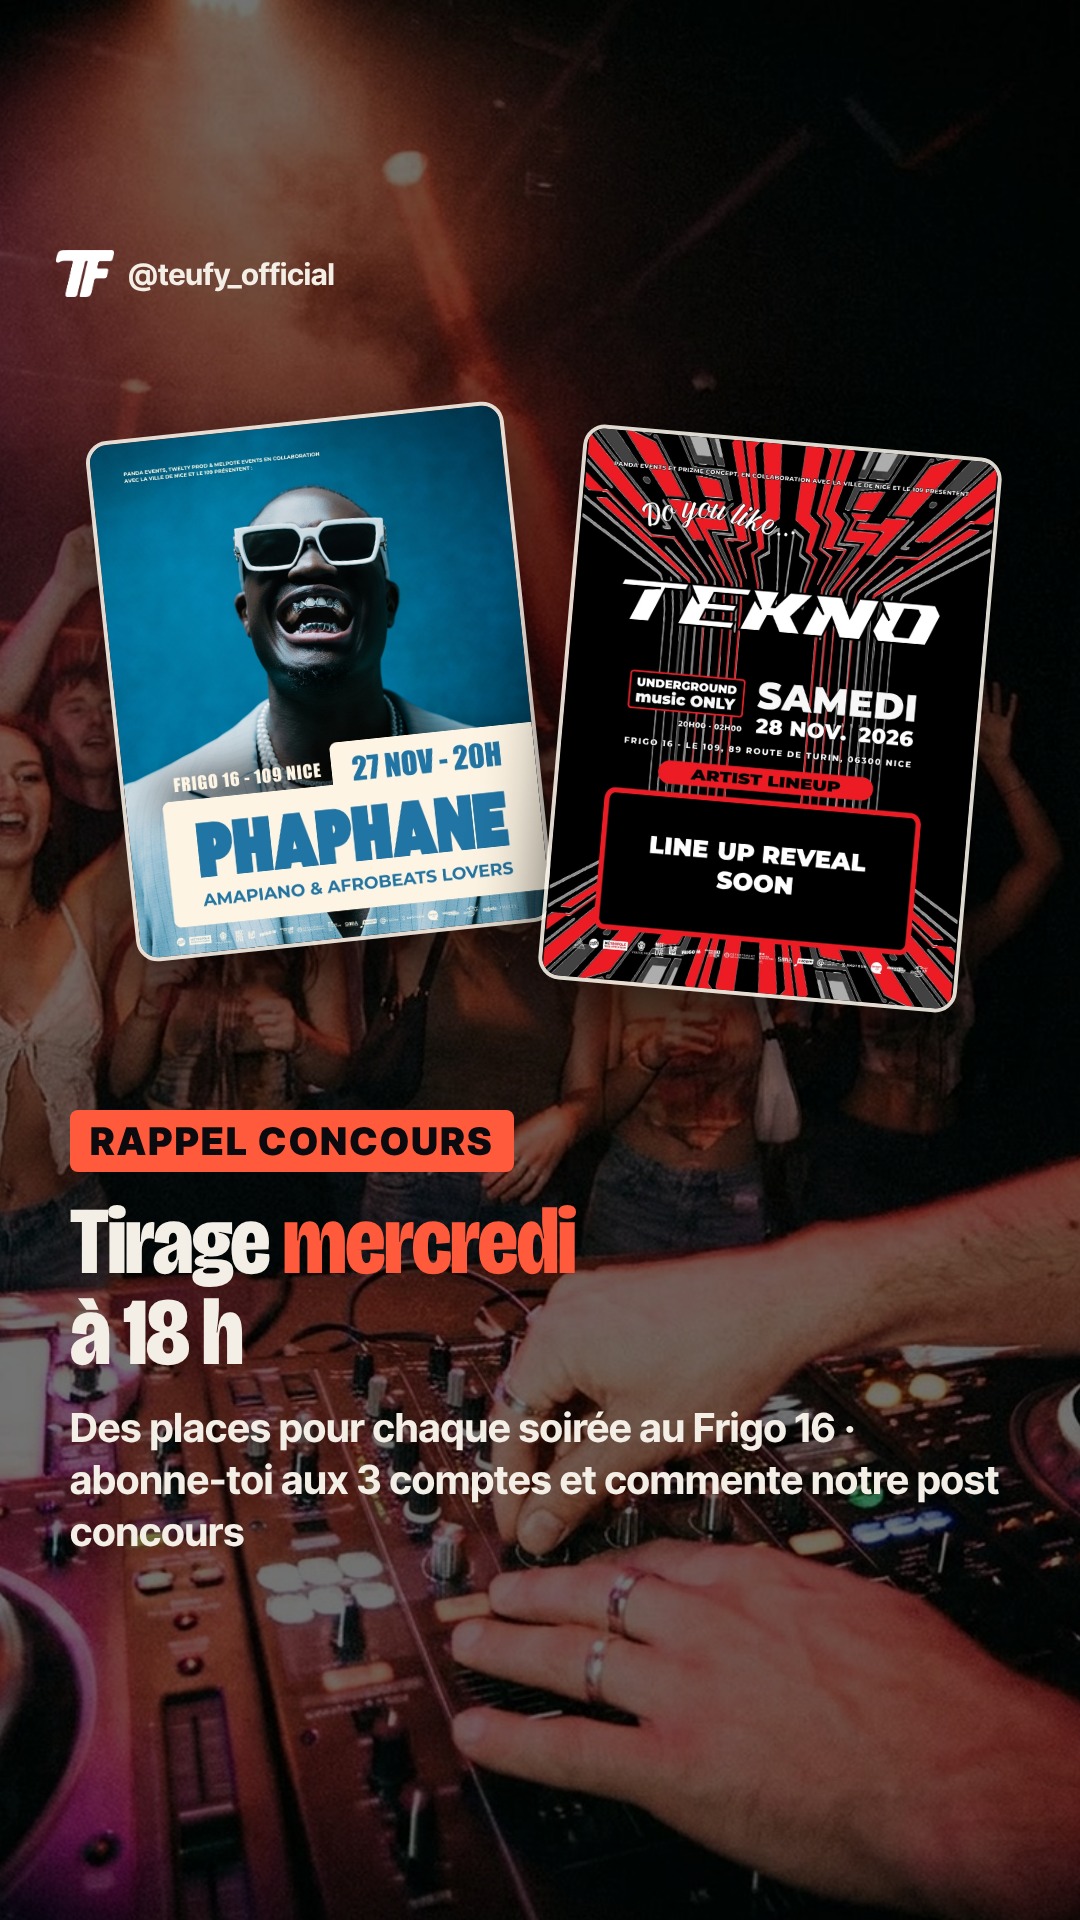 TF @teufy_official
PANDA EVENTS, TWELTY PROD & MELPOTE EVENTS EN COLLABORATION
AVEC LA VILLE DE NICE ET LE 109 PRÉSENTENT :
FRIGO 16 - 109 NICE
27 NOV - 20H
PHAPHANE
AMAPIANO & AFROBEATS LOVERS
PANDA EVENTS ET PRIZME CONCEPT, EN COLLABORATION AVEC LA VILLE DE NICE ET LE 109 PRÉSENTENT
Do you like...
TEKNO
UNDERGROUND
music ONLY
20H00 - 02H00
SAMEDI
28 NOV. 2026
FRIGO 16 - LE 109, 89 ROUTE DE TURIN, 06300 NICE
ARTIST LINEUP
LINE UP REVEAL
SOON
RAPPEL CONCOURS
Tirage mercredi
à 18 h
Des places pour chaque soirée au Frigo 16 ·
abonne-toi aux 3 comptes et commente notre post
concours